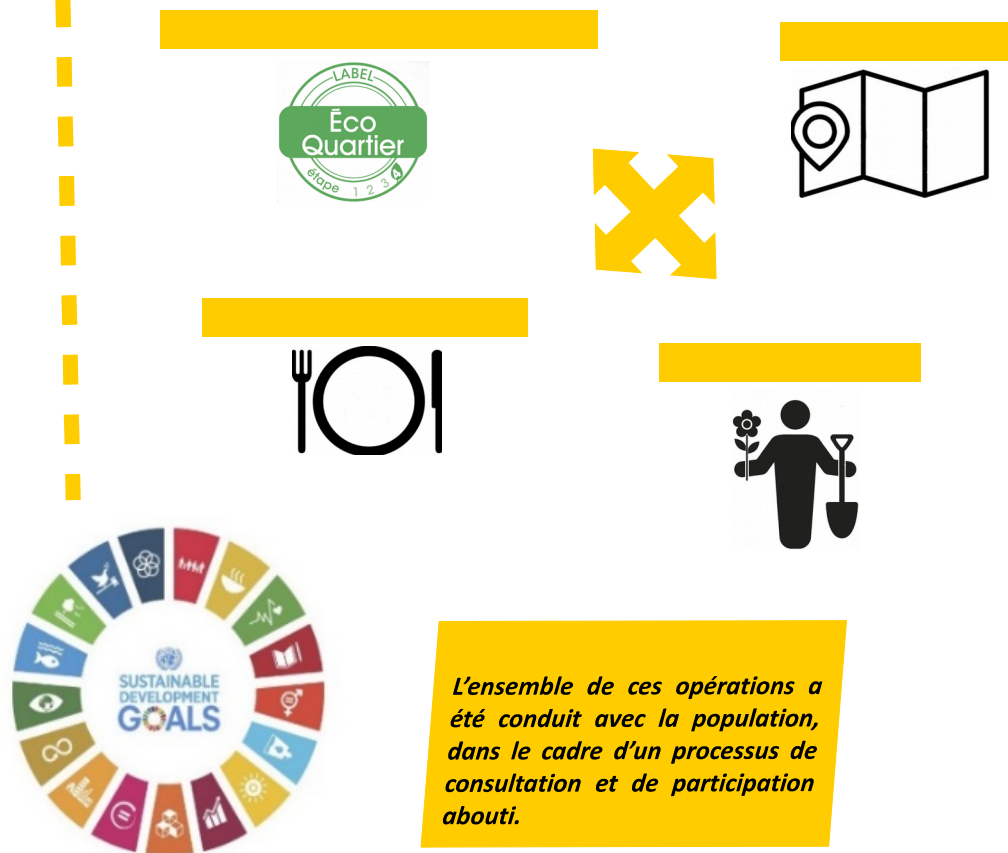 LABEL
Éco
Quartier
étape 1 2 3 4
SUSTAINABLE
DEVELOPMENT
GOALS
L’ensemble de ces opérations a
été conduit avec la population,
dans le cadre d’un processus de
consultation et de participation
abouti.